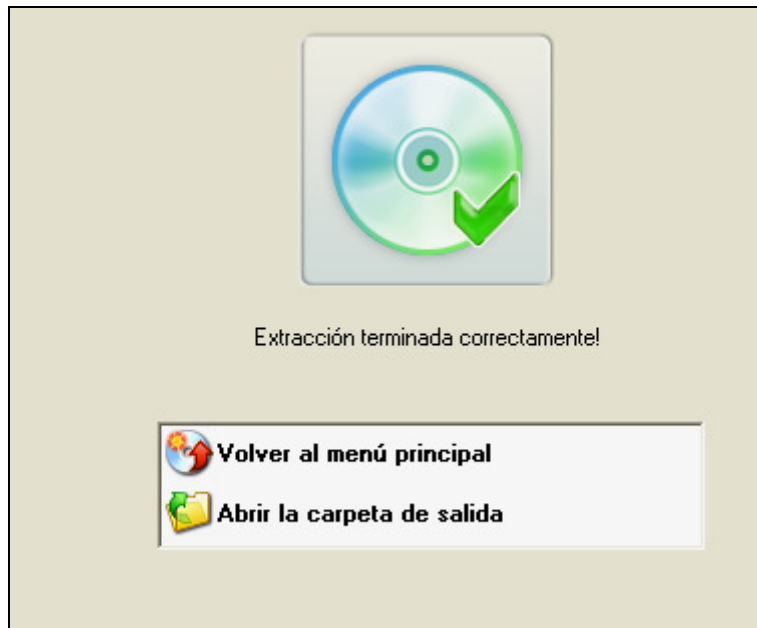 Extracción terminada correctamente!
Volver al menú principal
Abrir la carpeta de salida